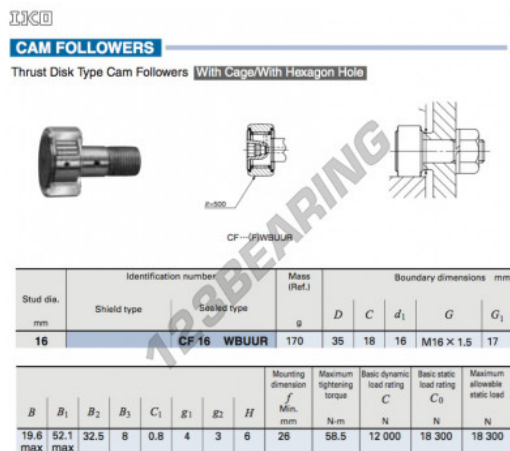 IKO
CAM FOLLOWERS
Thrust Disk Type Cam Followers With Cage/With Hexagon Hole
R=500
CF…(F)WBUUR
123BEARING
Identification number Mass (Ref.) Boundary dimensions mm
Stud dia. Shield type Sealed type D C d1 G G1
mm g
16 CF 16 WBUUR 170 35 18 16 M16 × 1.5 17
Mounting dimension Maximum tightening torque Basic dynamic load rating Basic static load rating Maximum allowable static load
B B1 B2 B3 C1 g1 g2 H f C C0
Min.
mm N-m N N N
19.6 max 52.1 max 32.5 8 0.8 4 3 6 26 58.5 12 000 18 300 18 300